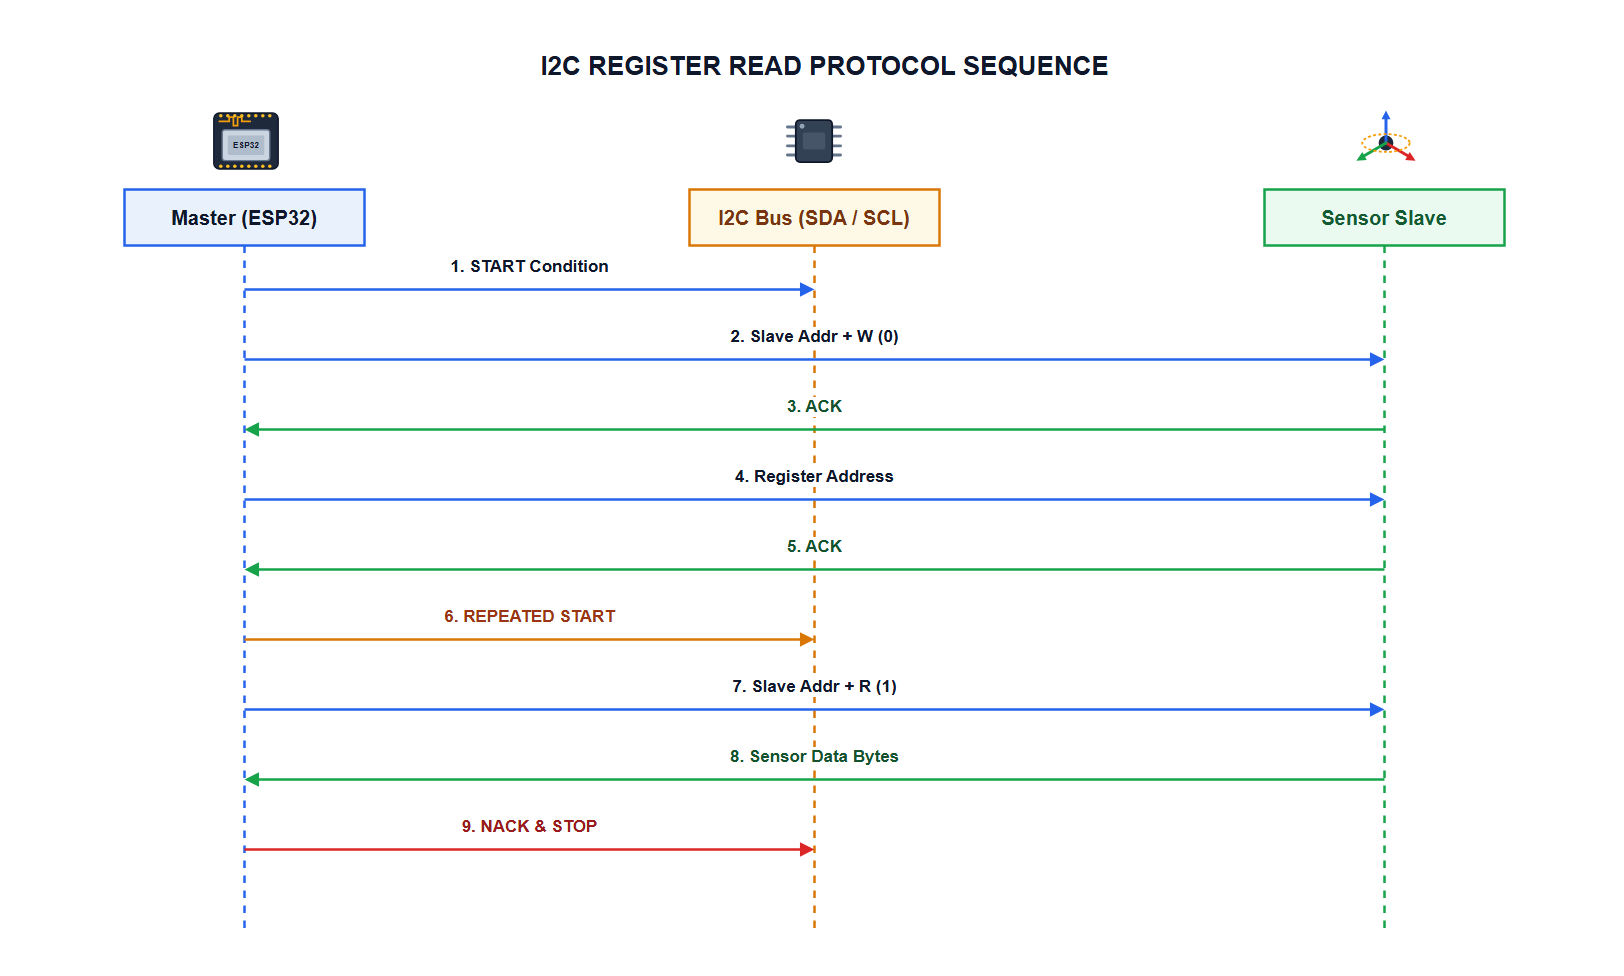 I2C REGISTER READ PROTOCOL SEQUENCE
ESP32
Master (ESP32)
I2C Bus (SDA / SCL)
Sensor Slave
1. START Condition
2. Slave Addr + W (0)
3. ACK
4. Register Address
5. ACK
6. REPEATED START
7. Slave Addr + R (1)
8. Sensor Data Bytes
9. NACK & STOP